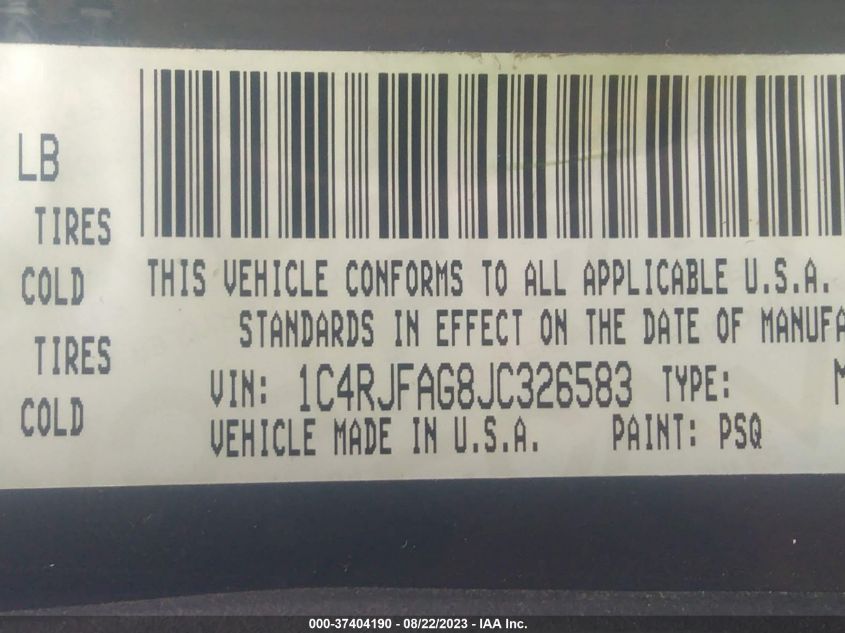 LB
TIRES
COLD
THIS VEHICLE CONFORMS TO ALL APPLICABLE U.S.A.
STANDARDS IN EFFECT ON THE DATE OF MANUFA
TIRES
VIN: 1C4RJFAG8JC326583 TYPE: M
COLD
VEHICLE MADE IN U.S.A. PAINT: PSQ
000-37404190 - 08/22/2023 - IAA Inc.